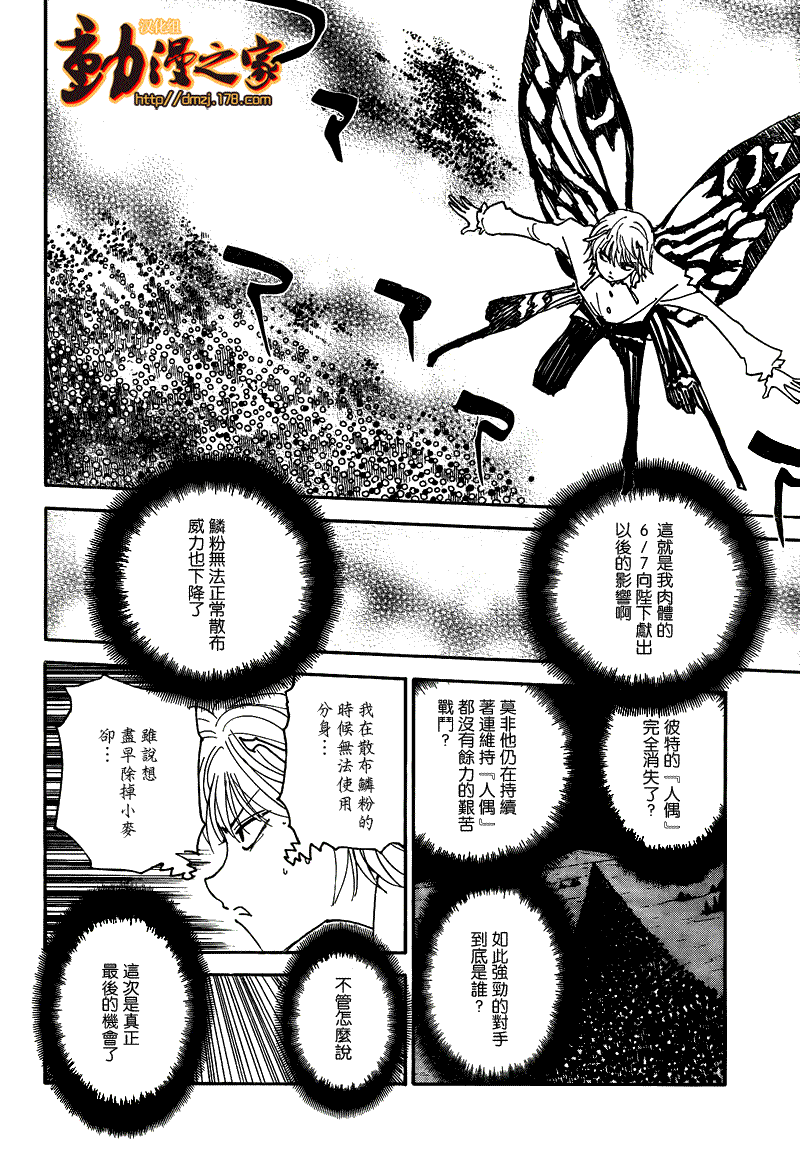 汉化组
動漫之家
http://dmzj.178.com
這就是我肉體的
6/7向陛下獻出
以後的影響啊
鱗粉無法正常散布
威力也下降了
彼特的『人偶』
完全消失了?
莫非他仍在持續
著連維持『人偶』
都沒有餘力的艱苦
戰鬥?
如此強勁的對手
到底是誰?
我在散布鱗粉的
時候無法使用
分身…
雖說想
盡早除掉小麥
卻…
不管怎麼說
這次是真正
最後的機會了